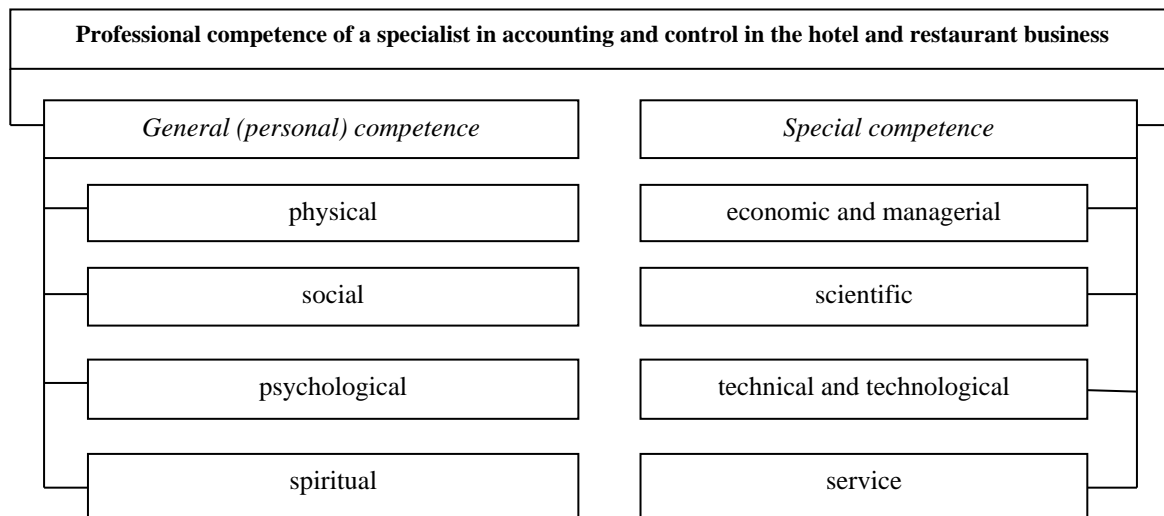 Professional competence of a specialist in accounting and control in the hotel and restaurant business
General (personal) competence
Special competence
physical
economic and managerial
social
scientific
psychological
technical and technological
spiritual
service